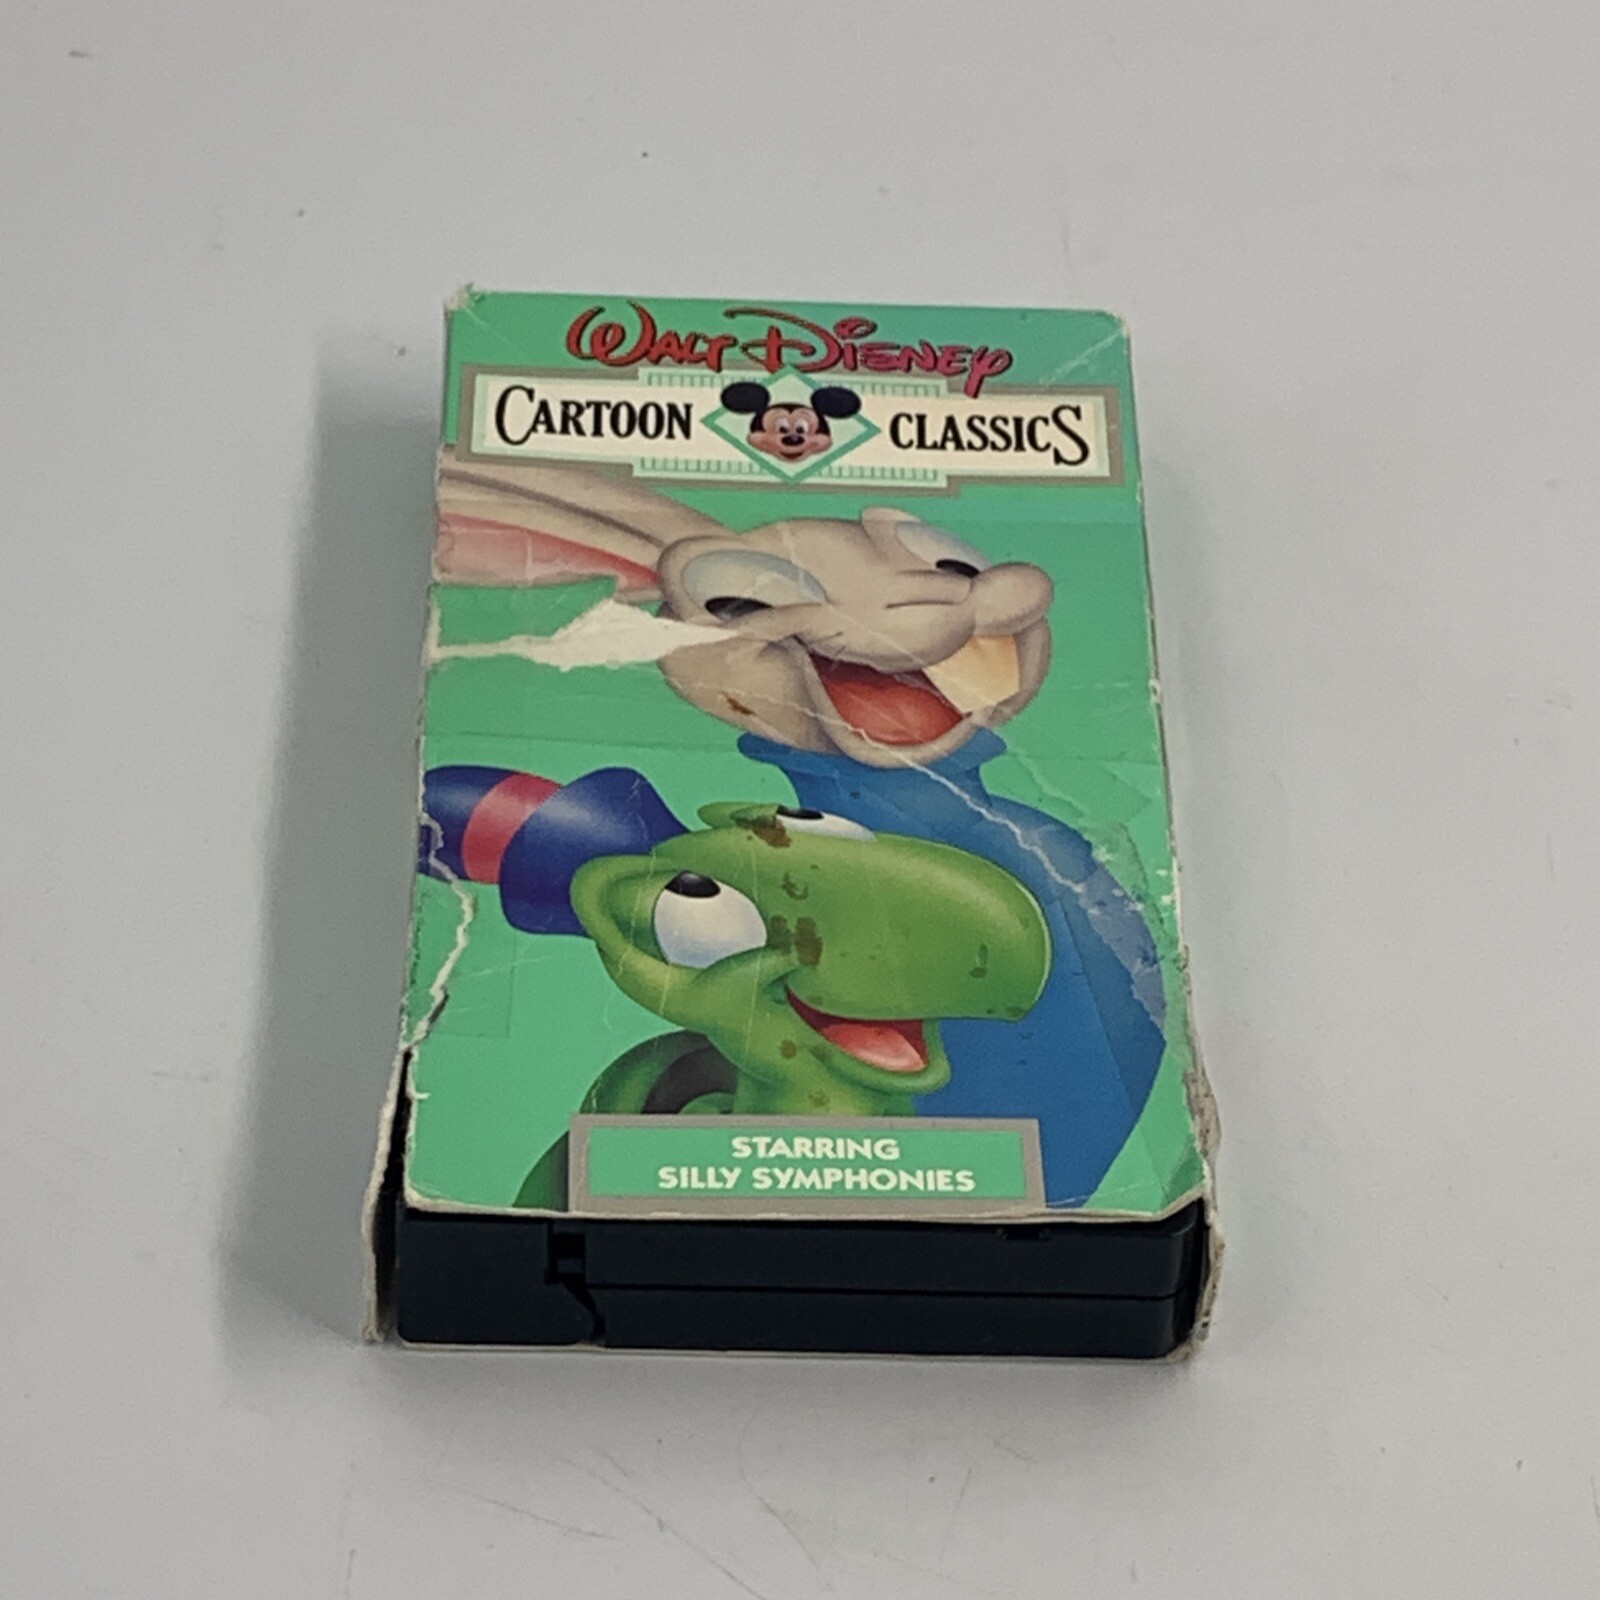 WALT DISNEY
CARTOON CLASSICS
STARRING
SILLY SYMPHONIES